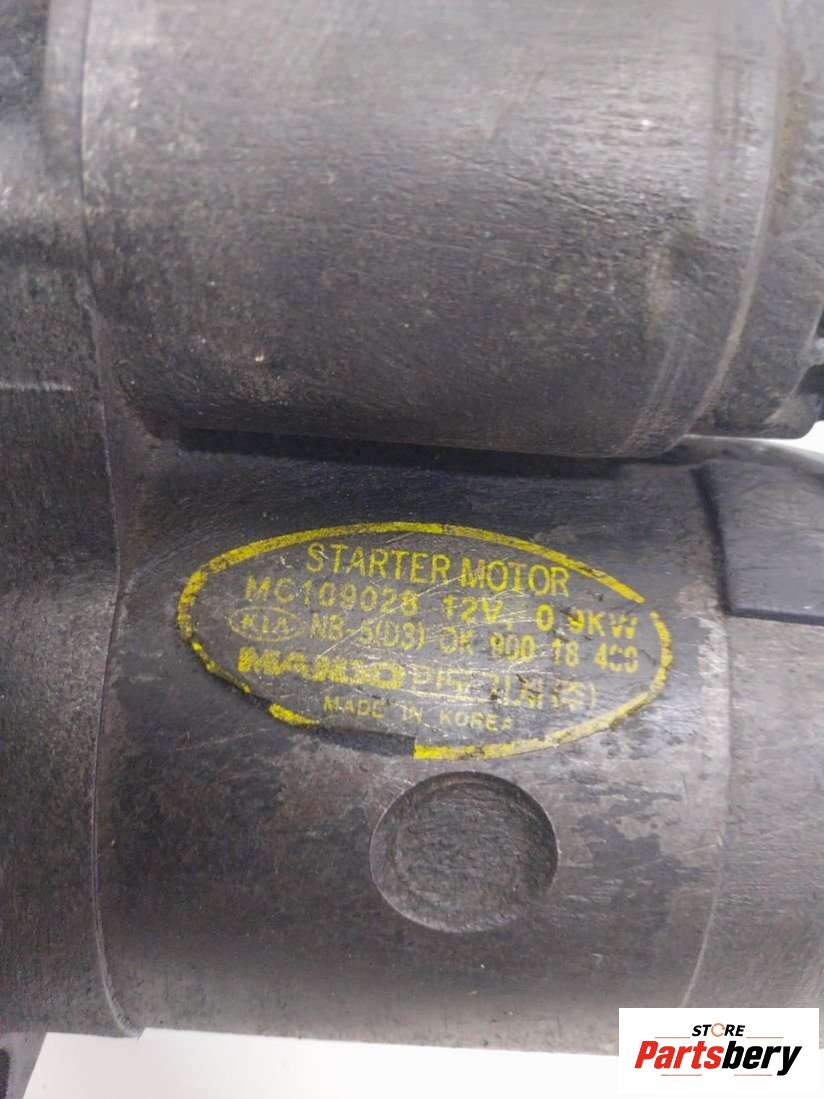 STARTER MOTOR
MC109028 12V, 0.9KW
KIA NB-5(D3) OK 900 18 400
MANDO
MADE IN KOREA
STORE
Partsbery